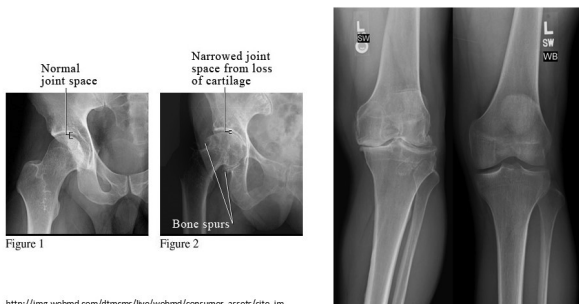 Normal
joint space
Narrowed joint
space from loss
of cartilage
Bone spurs
Figure 1
Figure 2
L
SW
L
SW
WB
http://img.webmd.com/dtmcms/live/webmd/consumer_assets/site_im